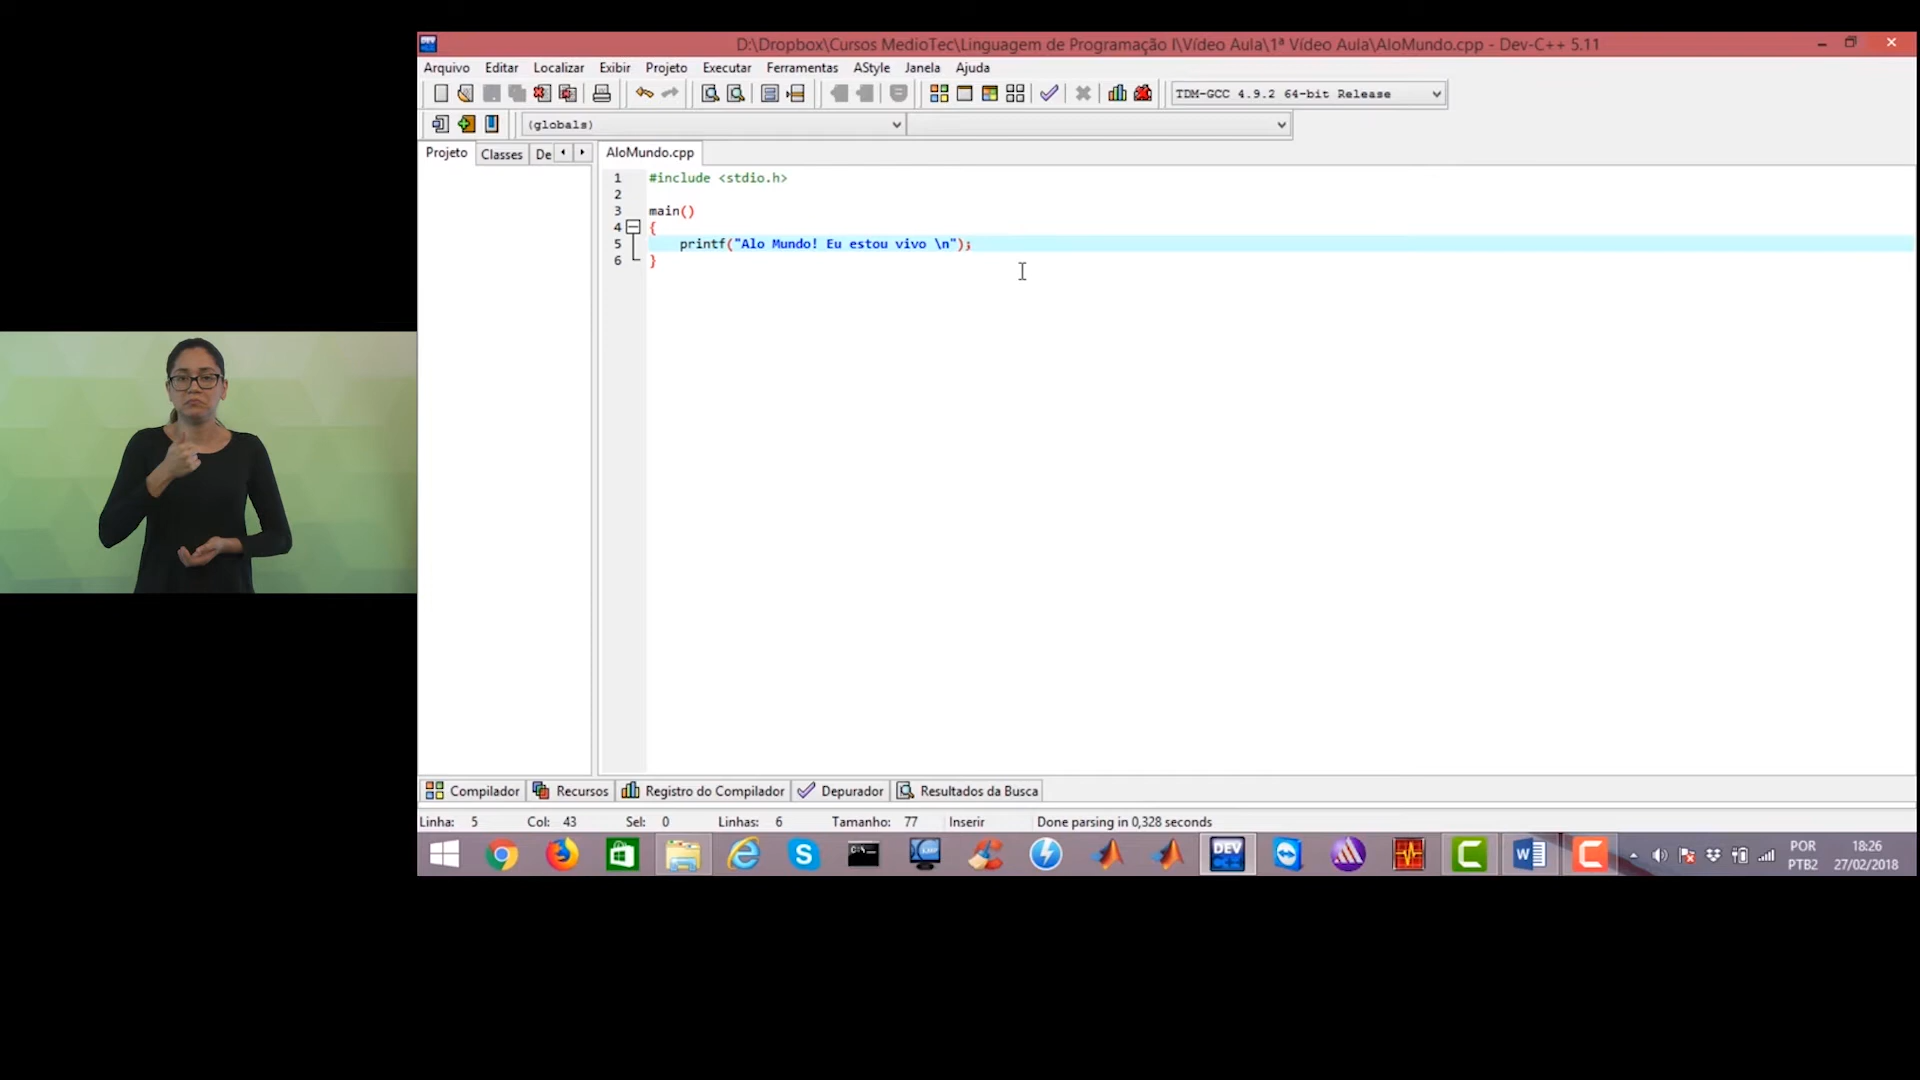 D:\Dropbox\Cursos MedioTec\Linguagem de Programação I\Vídeo Aula\1ª Vídeo Aula\AloMundo.cpp - Dev-C++ 5.11
Arquivo Editar Localizar Exibir Projeto Executar Ferramentas AStyle Janela Ajuda
TDM-GCC 4.9.2 64-bit Release
(globals)
Projeto Classes De AloMundo.cpp
1 #include <stdio.h>
2
3 main()
4 {
5 printf("Alo Mundo! Eu estou vivo \n");
6 }
Compilador Recursos Registro do Compilador Depurador Resultados da Busca
Linha: 5 Col: 43 Sel: 0 Linhas: 6 Tamanho: 77 Inserir Done parsing in 0,328 seconds
DEV
POR 18:26
PTB2 27/02/2018